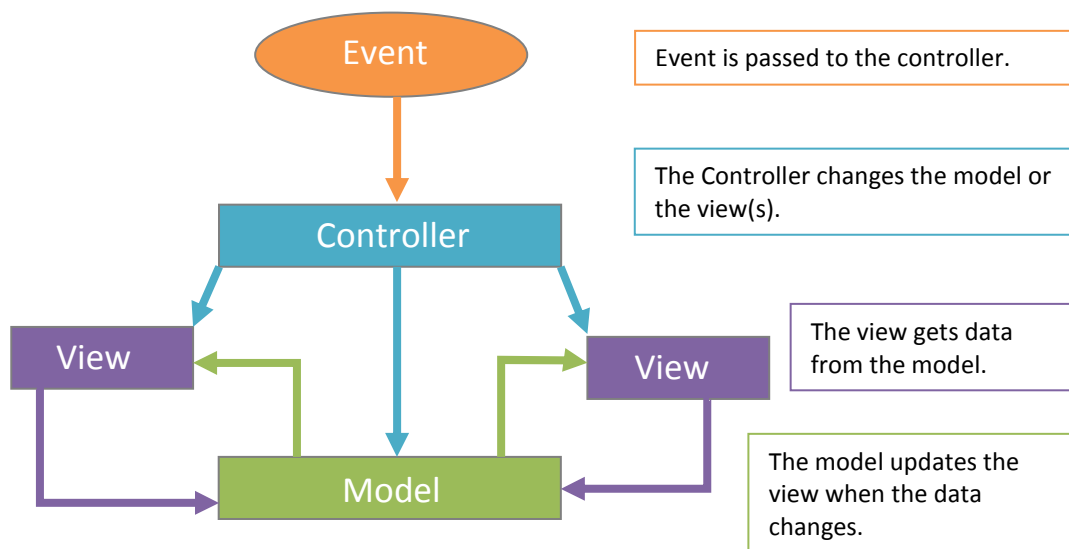 Event
Event is passed to the controller.
The Controller changes the model or
the view(s).
Controller
View
View
The view gets data
from the model.
Model
The model updates the
view when the data
changes.